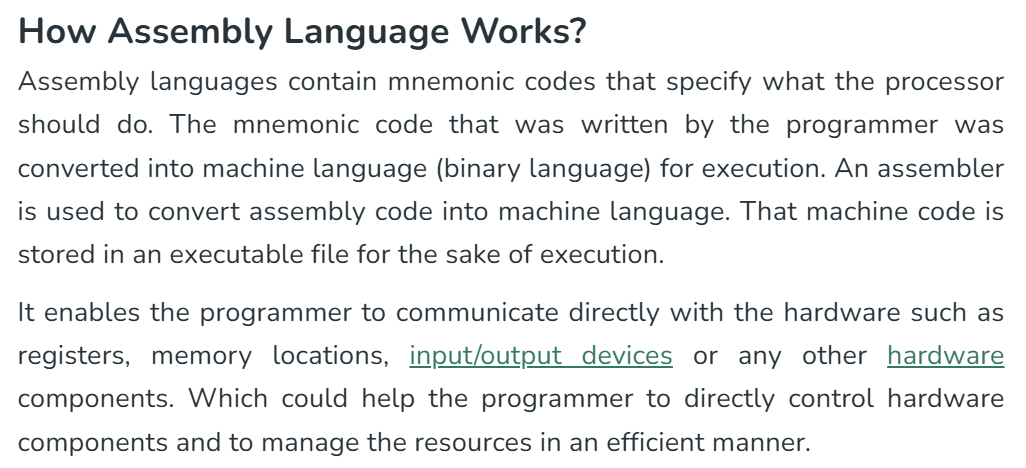 How Assembly Language Works?
Assembly languages contain mnemonic codes that specify what the processor
should do. The mnemonic code that was written by the programmer was
converted into machine language (binary language) for execution. An assembler
is used to convert assembly code into machine language. That machine code is
stored in an executable file for the sake of execution.
It enables the programmer to communicate directly with the hardware such as
registers, memory locations, input/output devices or any other hardware
components. Which could help the programmer to directly control hardware
components and to manage the resources in an efficient manner.